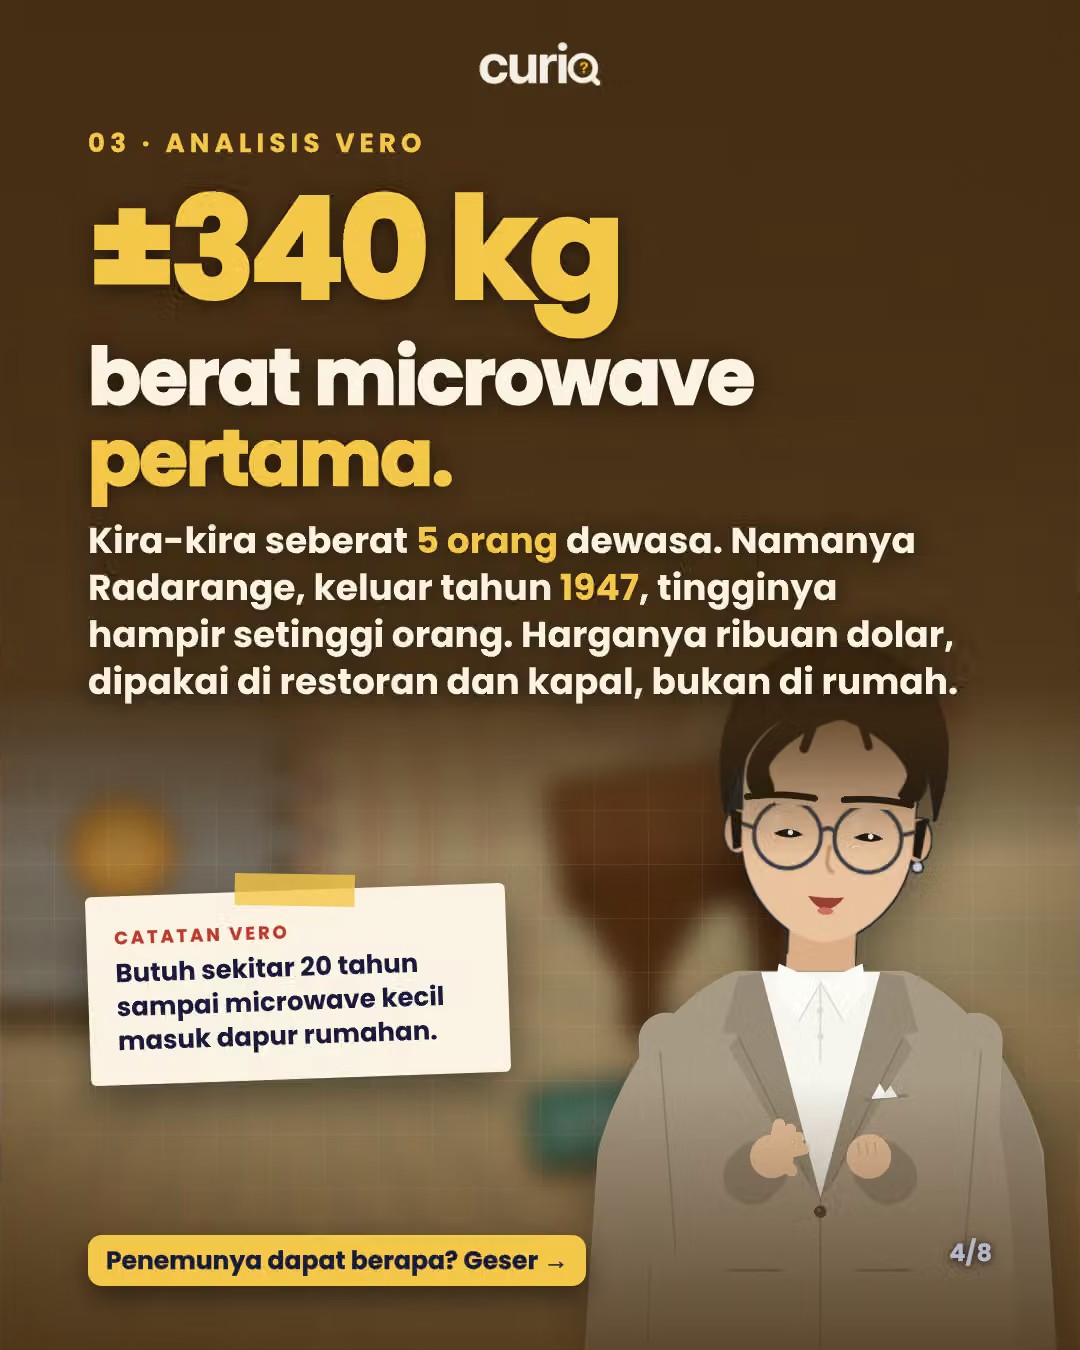 curiQ
03 · ANALISIS VERO
±340 kg
berat microwave
pertama.
Kira-kira seberat 5 orang dewasa. Namanya
Radarange, keluar tahun 1947, tingginya
hampir setinggi orang. Harganya ribuan dolar,
dipakai di restoran dan kapal, bukan di rumah.
CATATAN VERO
Butuh sekitar 20 tahun
sampai microwave kecil
masuk dapur rumahan.
Penemunya dapat berapa? Geser →
4/8